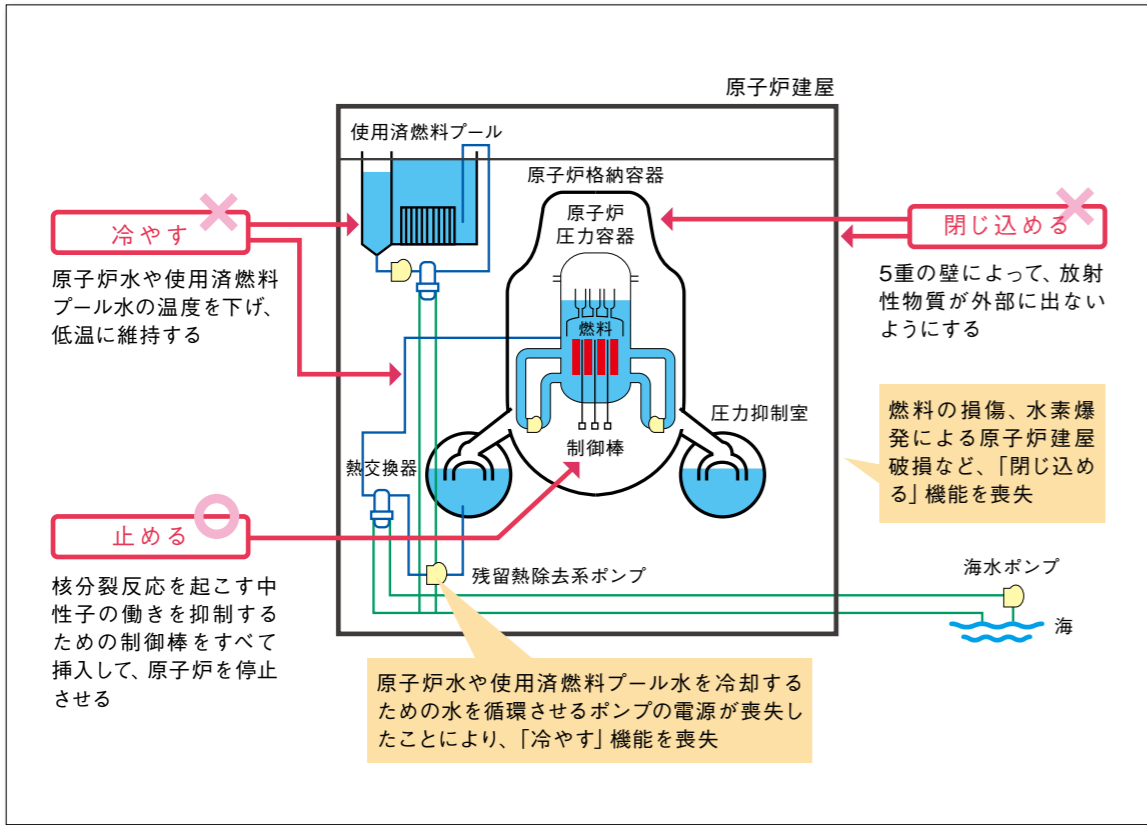 原子炉建屋
使用済燃料プール
原子炉格納容器
原子炉
圧力容器
冷やす
原子炉水や使用済燃料
プール水の温度を下げ、
低温に維持する
閉じ込める
5重の壁によって、放射
性物質が外部に出ない
ようにする
燃料
圧力抑制室
制御棒
熱交換器
燃料の損傷、水素爆
発による原子炉建屋
破損など、「閉じ込め
る」機能を喪失
止める
核分裂反応を起こす中
性子の働きを抑制する
ための制御棒をすべて
挿入して、原子炉を停止
させる
残留熱除去系ポンプ
海水ポンプ
海
原子炉水や使用済燃料プール水を冷却する
ための水を循環させるポンプの電源が喪失し
たことにより、「冷やす」機能を喪失